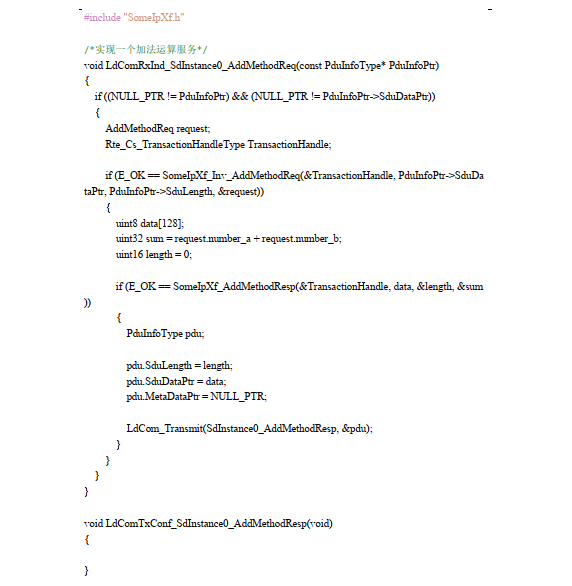 #include "SomeIpXf.h"
/*实现一个加法运算服务*/
void LdComRxInd_SdInstance0_AddMethodReq(const PduInfoType* PduInfoPtr)
{
if ((NULL_PTR != PduInfoPtr) && (NULL_PTR != PduInfoPtr->SduDataPtr))
{
AddMethodReq request;
Rte_Cs_TransactionHandleType TransactionHandle;
if (E_OK == SomeIpXf_Inv_AddMethodReq(&TransactionHandle, PduInfoPtr->SduDa
taPtr, PduInfoPtr->SduLength, &request))
{
uint8 data[128];
uint32 sum = request.number_a + request.number_b;
uint16 length = 0;
if (E_OK == SomeIpXf_AddMethodResp(&TransactionHandle, data, &length, &sum
))
{
PduInfoType pdu;
pdu.SduLength = length;
pdu.SduDataPtr = data;
pdu.MetaDataPtr = NULL_PTR;
LdCom_Transmit(SdInstance0_AddMethodResp, &pdu);
}
}
}
}
void LdComTxConf_SdInstance0_AddMethodResp(void)
{
}